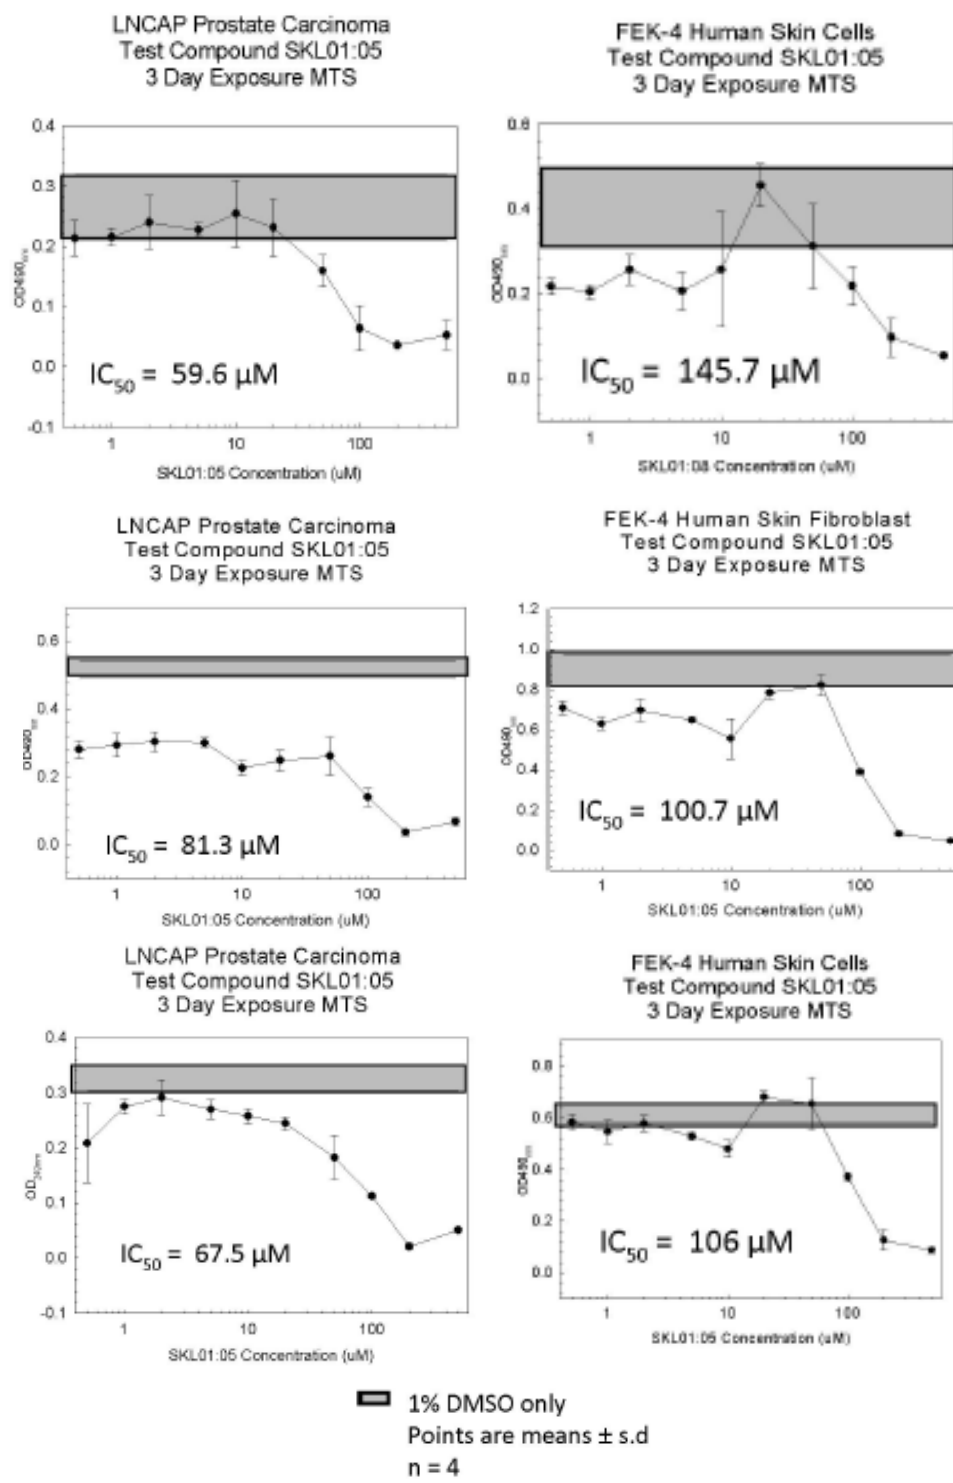 LNCAP Prostate Carcinoma
Test Compound SKL01:05
3 Day Exposure MTS
0.4
0.3
0.2
0.1
0.0
-0.1
OD490
IC50 = 59.6 µM
1 10 100
SKL01:05 Concentration (uM)
FEK-4 Human Skin Cells
Test Compound SKL01:05
3 Day Exposure MTS
0.6
0.4
0.2
0.0
OD490
IC50 = 145.7 µM
1 10 100
SKL01:08 Concentration (uM)
LNCAP Prostate Carcinoma
Test Compound SKL01:05
3 Day Exposure MTS
0.6
0.4
0.2
0.0
OD490
IC50 = 81.3 µM
1 10 100
SKL01:05 Concentration (uM)
FEK-4 Human Skin Fibroblast
Test Compound SKL01:05
3 Day Exposure MTS
1.2
1.0
0.8
0.6
0.4
0.2
0.0
OD490
IC50 = 100.7 µM
1 10 100
SKL01:05 Concentration (uM)
LNCAP Prostate Carcinoma
Test Compound SKL01:05
3 Day Exposure MTS
0.4
0.3
0.2
0.1
0.0
-0.1
IC50 = 67.5 µM
1 10 100
SKL01:05 Concentration (uM)
FEK-4 Human Skin Cells
Test Compound SKL01:05
3 Day Exposure MTS
0.8
0.6
0.4
0.2
0.0
OD490
IC50 = 106 µM
1 10 100
SKL01:05 Concentration (uM)
1% DMSO only
Points are means ± s.d
n = 4